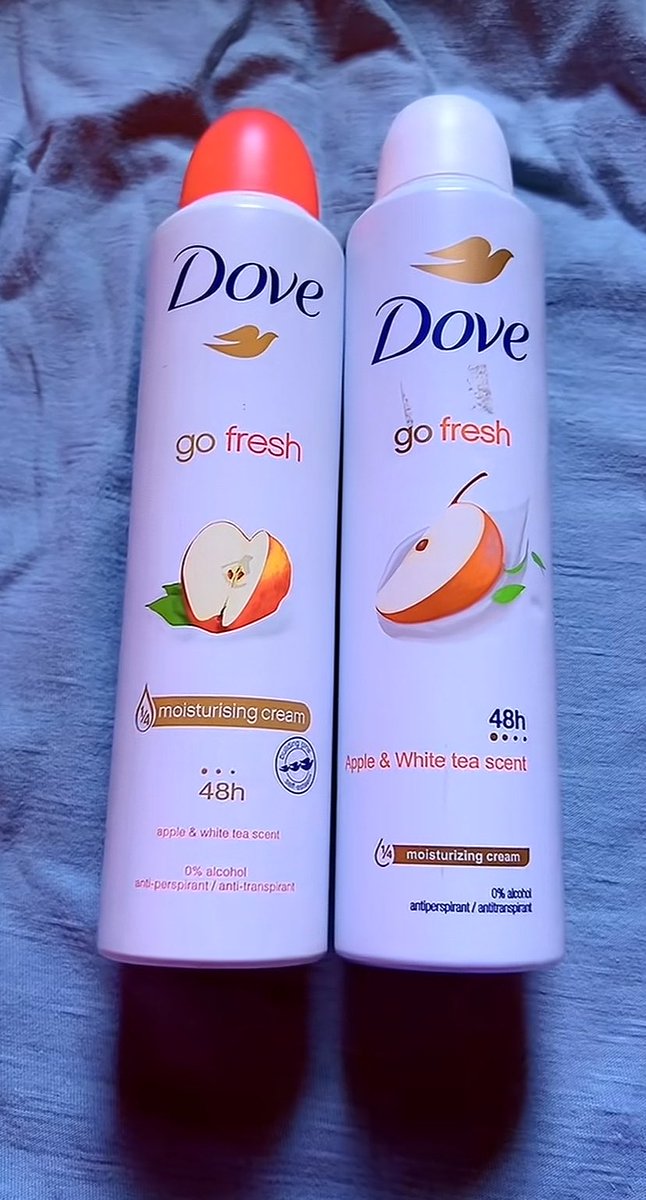 Dove
go fresh
1/4 moisturising cream
48h
apple & white tea scent
0% alcohol
anti-perspirant / anti-transpirant
Dove
go fresh
48h
Apple & White tea scent
1/4 moisturizing cream
0% alcohol
antiperspirant / antitranspirant